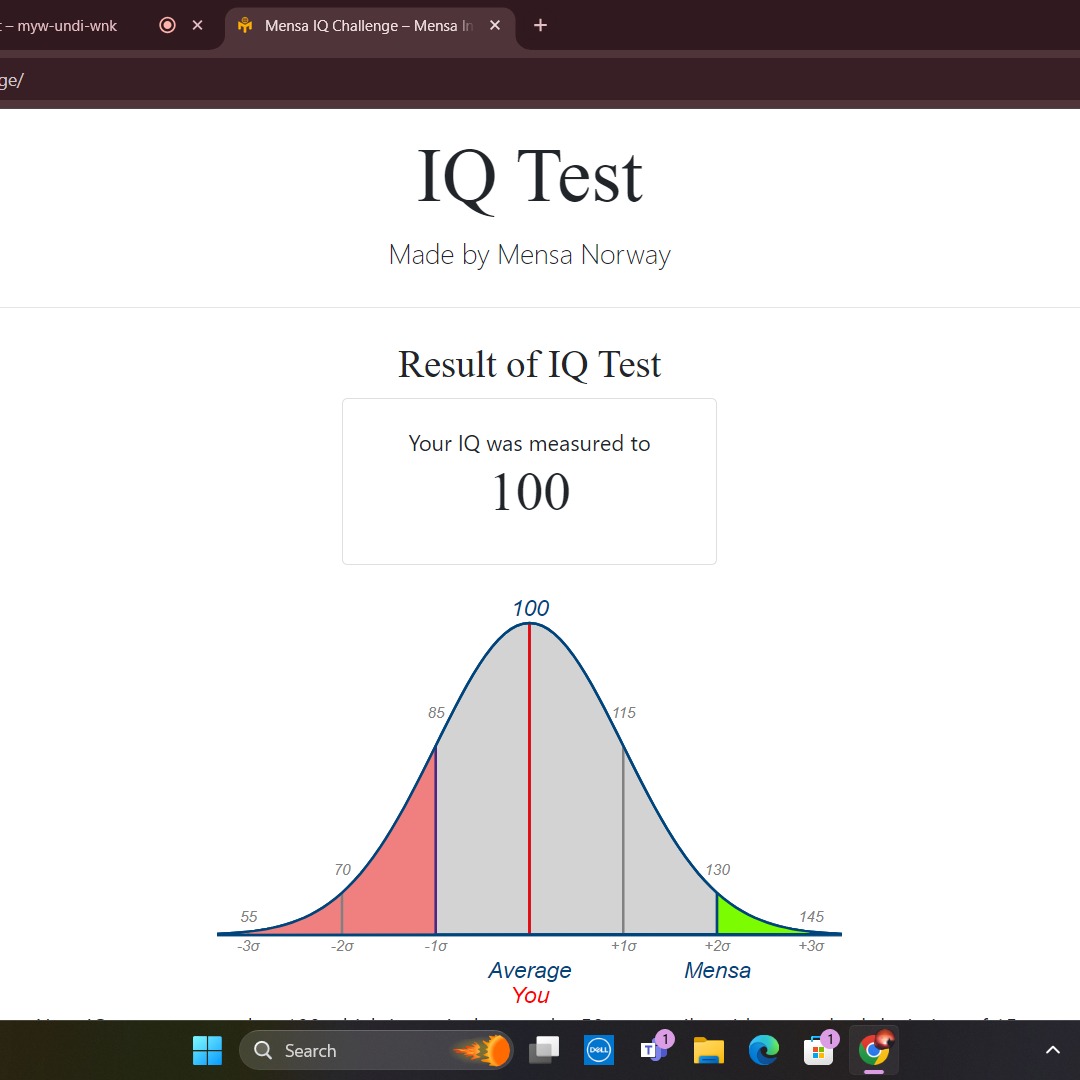 t – myw-undi-wnk
Mensa IQ Challenge – Mensa In
ge/
IQ Test
Made by Mensa Norway
Result of IQ Test
Your IQ was measured to
100
100
85
115
70
130
55
145
-3σ
-2σ
-1σ
+1σ
+2σ
+3σ
Average
Mensa
You
Search
DELL
T
1
1